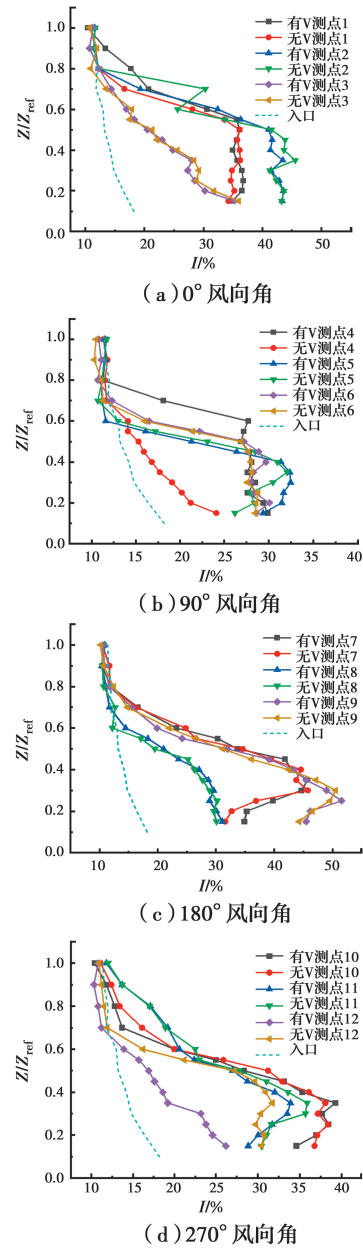 1.0
0.8
0.6
0.4
0.2
0.0
Z/Zref
有V测点1
无V测点1
有V测点2
无V测点2
有V测点3
无V测点3
入口
10 20 30 40 50
I/%
(a)0°风向角
1.0
0.8
0.6
0.4
0.2
0.0
Z/Zref
有V测点4
无V测点4
有V测点5
无V测点5
有V测点6
无V测点6
入口
10 15 20 25 30 35 40
I/%
(b)90°风向角
1.0
0.8
0.6
0.4
0.2
0.0
Z/Zref
有V测点7
无V测点7
有V测点8
无V测点8
有V测点9
无V测点9
入口
10 20 30 40 50
I/%
(c)180°风向角
1.0
0.8
0.6
0.4
0.2
0.0
Z/Zref
有V测点10
无V测点10
有V测点11
无V测点11
有V测点12
无V测点12
入口
10 15 20 25 30 35 40
I/%
(d)270°风向角